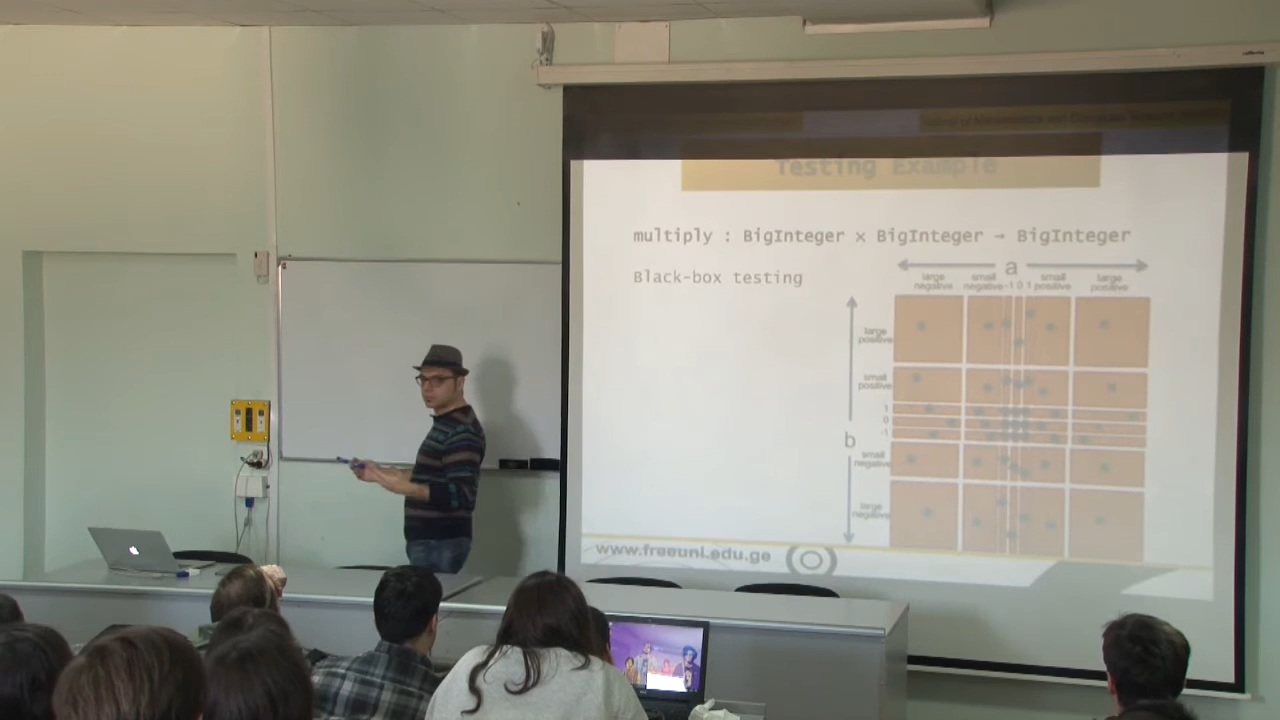 Testing Example
multiply : BigInteger × BigInteger → BigInteger
Black-box testing
a
large negative
small negative
-1 0 1
small positive
large positive
large positive
small positive
1
0
-1
b
small negative
large negative
www.freeuni.edu.ge